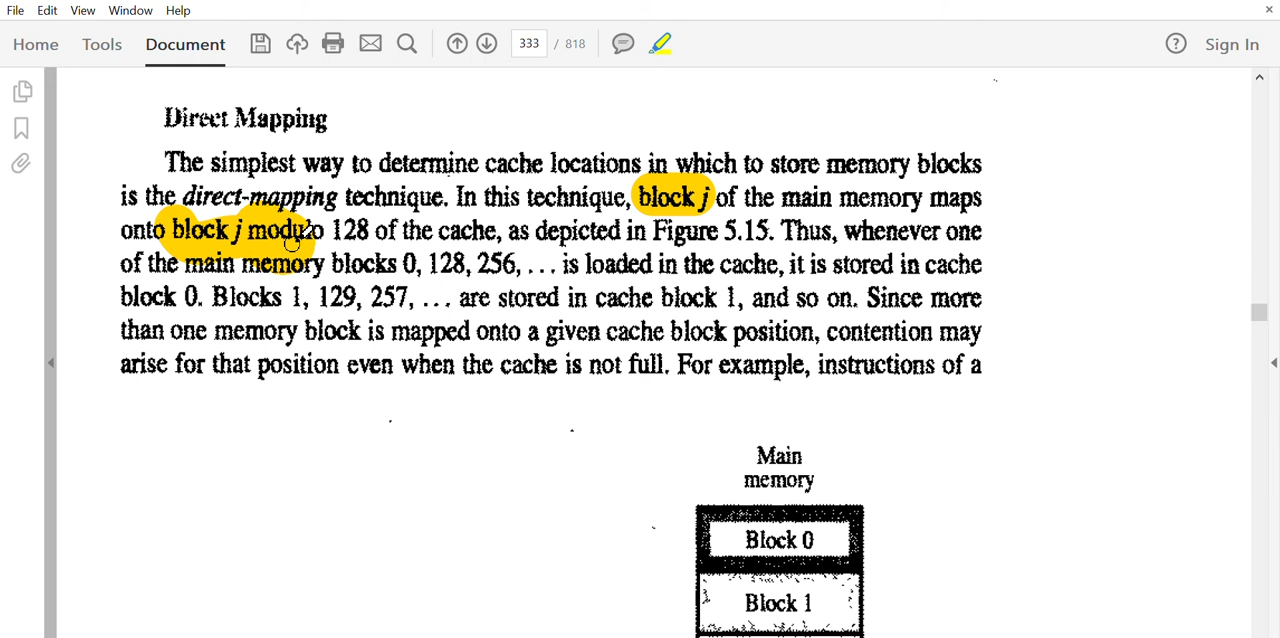 File Edit View Window Help
Home Tools Document 333 / 818 Sign In
Direct Mapping
The simplest way to determine cache locations in which to store memory blocks
is the direct-mapping technique. In this technique, block j of the main memory maps
onto block j modulo 128 of the cache, as depicted in Figure 5.15. Thus, whenever one
of the main memory blocks 0, 128, 256, ... is loaded in the cache, it is stored in cache
block 0. Blocks 1, 129, 257, ... are stored in cache block 1, and so on. Since more
than one memory block is mapped onto a given cache block position, contention may
arise for that position even when the cache is not full. For example, instructions of a
Main
memory
Block 0
Block 1